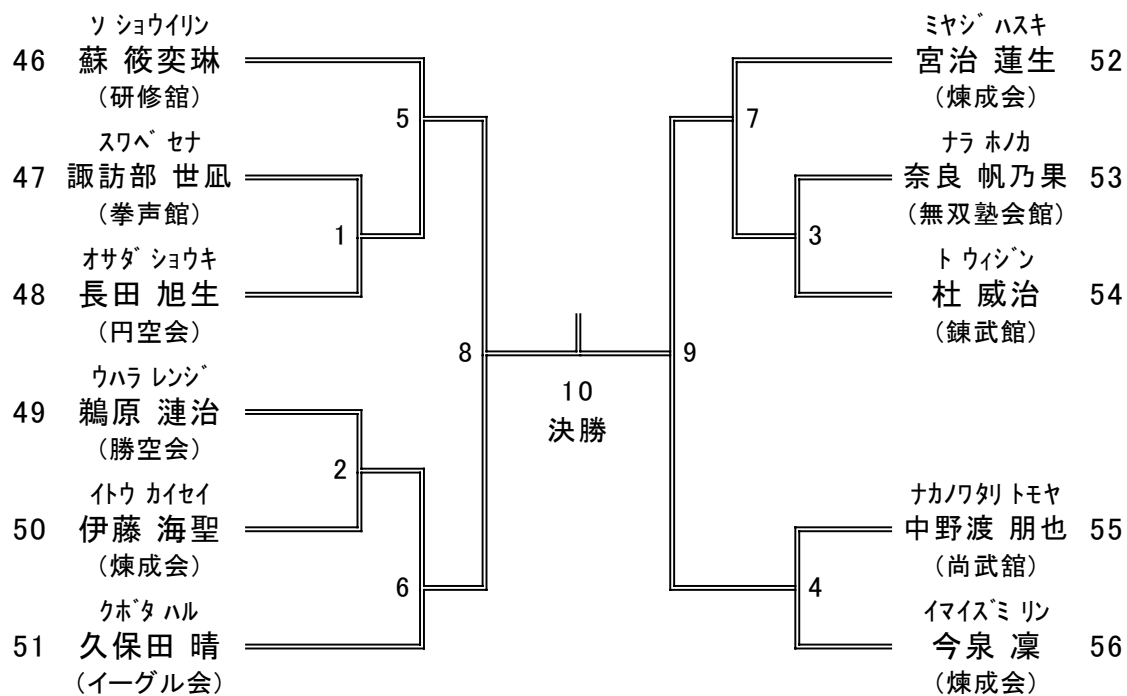 ソ ショウイリン
46 蘇 筱奕琳
（研修舘）
5
スワベ セナ
47 諏訪部 世凪
（拳声館）
1
オサダ ショウキ
48 長田 旭生
（円空会）
8
ウハラ レンジ
49 鵜原 漣治
（勝空会）
2
イトウ カイセイ
50 伊藤 海聖
（煉成会）
6
クボタ ハル
51 久保田 晴
（イーグル会）
10
決勝
ミヤジ ハスキ
宮治 蓮生 52
（煉成会）
7
ナラ ホノカ
奈良 帆乃果 53
（無双塾会館）
3
ト ウィジン
杜 威治 54
（錬武館）
9
ナカノワタリ トモヤ
中野渡 朋也 55
（尚武舘）
4
イマイズミ リン
今泉 凜 56
（煉成会）